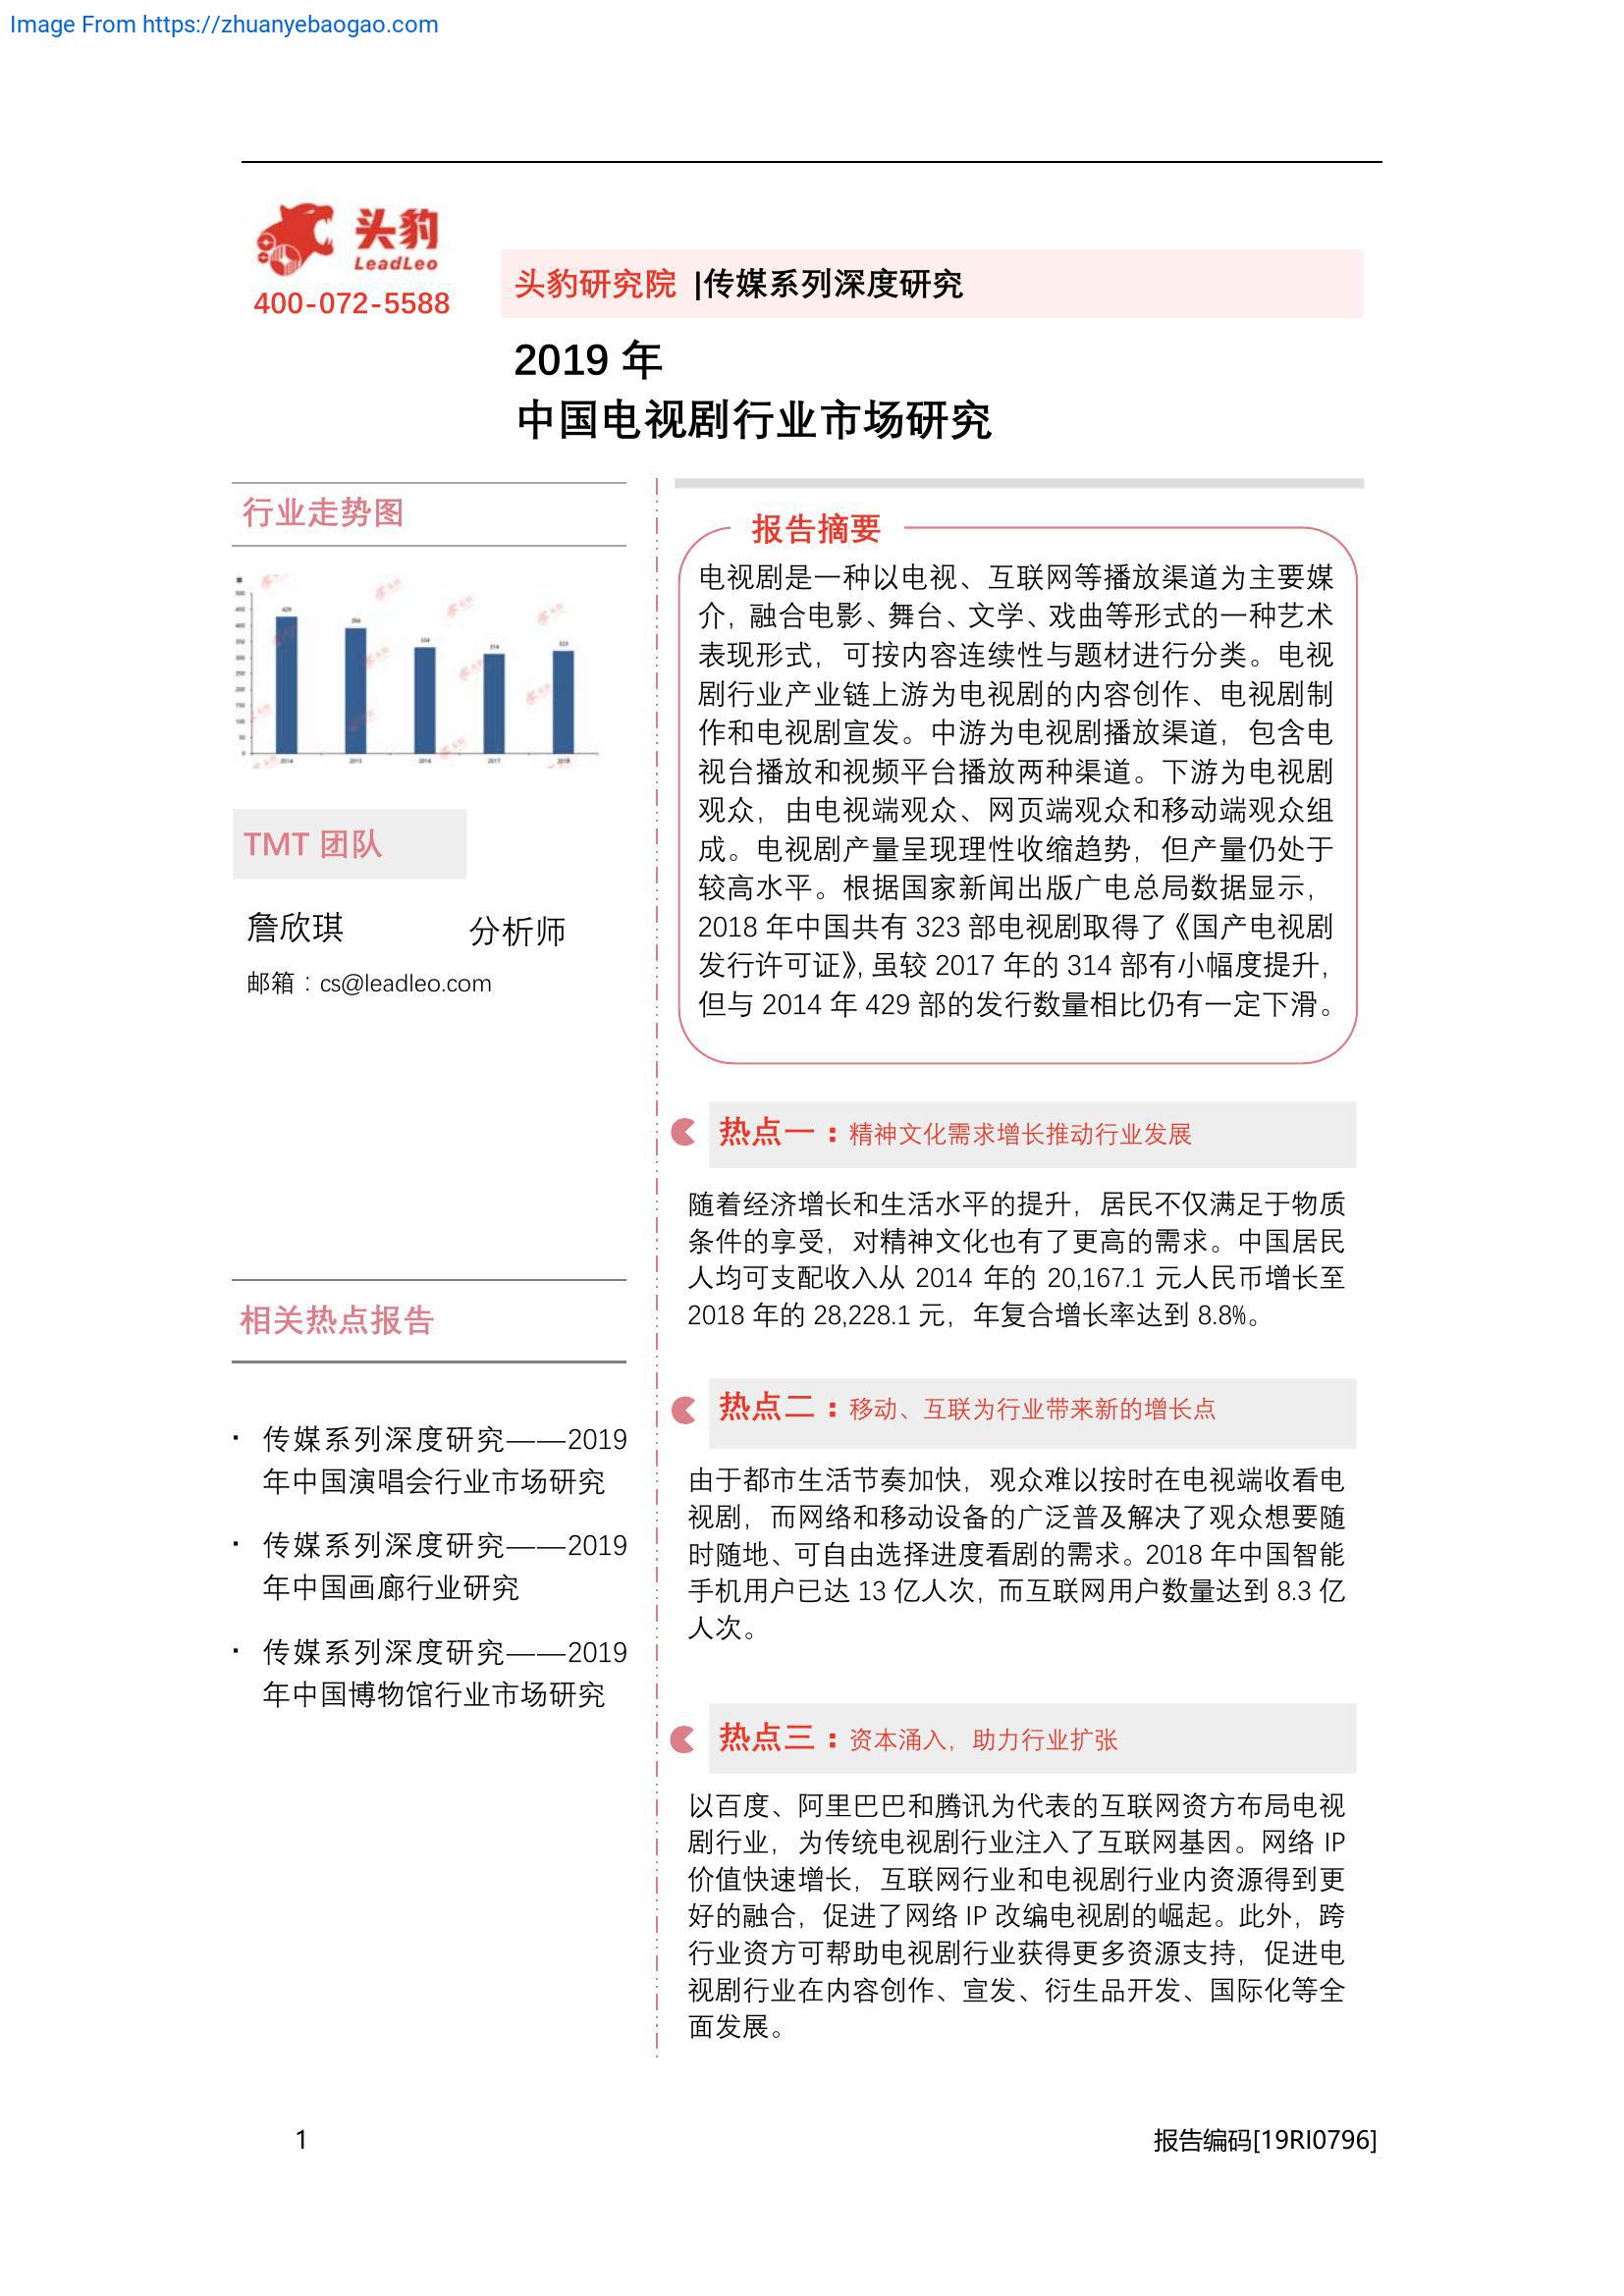 Image From https://zhuanyebaogao.com
头豹
LeadLeo
400-072-5588
头豹研究院 |传媒系列深度研究
2019 年
中国电视剧行业市场研究
行业走势图
500
450
400
350
300
250
200
150
100
50
0
429
394
334
314
323
2014
2015
2016
2017
2018
TMT 团队
詹欣琪 分析师
邮箱：cs@leadleo.com
相关热点报告
· 传媒系列深度研究——2019
年中国演唱会行业市场研究
· 传媒系列深度研究——2019
年中国画廊行业研究
· 传媒系列深度研究——2019
年中国博物馆行业市场研究
报告摘要
电视剧是一种以电视、互联网等播放渠道为主要媒
介，融合电影、舞台、文学、戏曲等形式的一种艺术
表现形式，可按内容连续性与题材进行分类。电视
剧行业产业链上游为电视剧的内容创作、电视剧制
作和电视剧宣发。中游为电视剧播放渠道，包含电
视台播放和视频平台播放两种渠道。下游为电视剧
观众，由电视端观众、网页端观众和移动端观众组
成。电视剧产量呈现理性收缩趋势，但产量仍处于
较高水平。根据国家新闻出版广电总局数据显示，
2018 年中国共有 323 部电视剧取得了《国产电视剧
发行许可证》，虽较 2017 年的 314 部有小幅度提升，
但与 2014 年 429 部的发行数量相比仍有一定下滑。
热点一：精神文化需求增长推动行业发展
随着经济增长和生活水平的提升，居民不仅满足于物质
条件的享受，对精神文化也有了更高的需求。中国居民
人均可支配收入从 2014 年的 20,167.1 元人民币增长至
2018 年的 28,228.1 元，年复合增长率达到 8.8%。
热点二：移动、互联为行业带来新的增长点
由于都市生活节奏加快，观众难以按时在电视端收看电
视剧，而网络和移动设备的广泛普及解决了观众想要随
时随地、可自由选择进度看剧的需求。2018 年中国智能
手机用户已达 13 亿人次，而互联网用户数量达到 8.3 亿
人次。
热点三：资本涌入，助力行业扩张
以百度、阿里巴巴和腾讯为代表的互联网资方布局电视
剧行业，为传统电视剧行业注入了互联网基因。网络 IP
价值快速增长，互联网行业和电视剧行业内资源得到更
好的融合，促进了网络 IP 改编电视剧的崛起。此外，跨
行业资方可帮助电视剧行业获得更多资源支持，促进电
视剧行业在内容创作、宣发、衍生品开发、国际化等全
面发展。
1
报告编码[19RI0796]